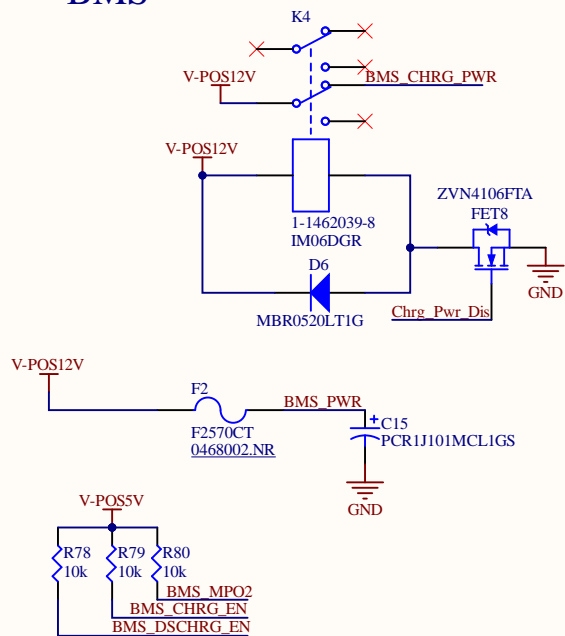 BMS
K4
V-POS12V
BMS_CHRG_PWR
V-POS12V
1-1462039-8
IM06DGR
ZVN4106FTA
FET8
GND
D6
MBR0520LT1G
Chrg_Pwr_Dis
V-POS12V
F2
F2570CT
0468002.NR
BMS_PWR
C15
PCR1J101MCL1GS
GND
V-POS5V
R78 R79 R80
10k 10k 10k
BMS_MPO2
BMS_CHRG_EN
BMS_DSCHRG_EN